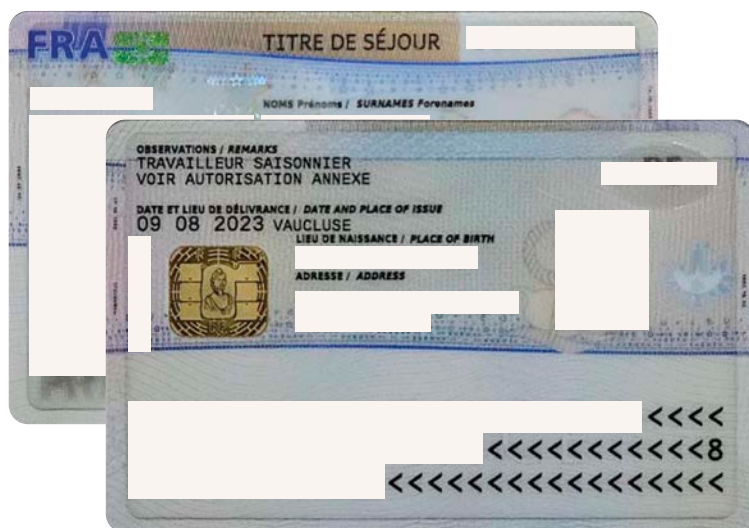 FRA
TITRE DE SÉJOUR
NOMS Prénoms / SURNAMES Forenames
OBSERVATIONS / REMARKS
TRAVAILLEUR SAISONNIER
VOIR AUTORISATION ANNEXE
DATE ET LIEU DE DÉLIVRANCE / DATE AND PLACE OF ISSUE
09 08 2023 VAUCLUSE
LIEU DE NAISSANCE / PLACE OF BIRTH
ADRESSE / ADDRESS
<<<<
<<<<<<<<<<<8
<<<<<<<<<<<<<<<<<